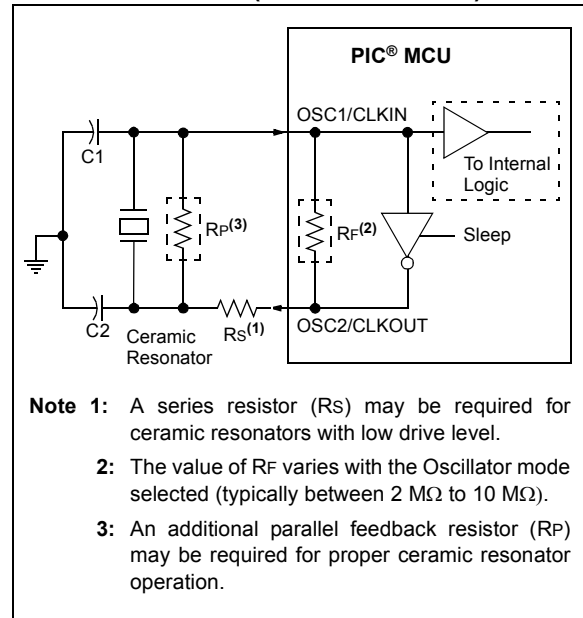 PIC® MCU
OSC1/CLKIN
C1
To Internal
Logic
RP(3)
RF(2)
Sleep
C2
Ceramic
Resonator
RS(1)
OSC2/CLKOUT
Note 1: A series resistor (RS) may be required for
ceramic resonators with low drive level.
2: The value of RF varies with the Oscillator mode
selected (typically between 2 MΩ to 10 MΩ).
3: An additional parallel feedback resistor (RP)
may be required for proper ceramic resonator
operation.